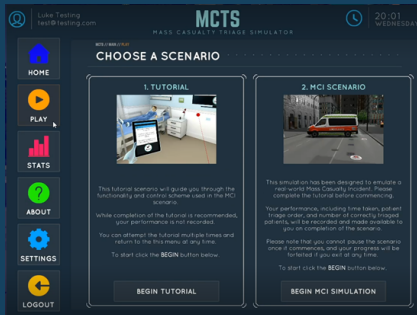 Luke Testing
test@testing.com
MCTS
MASS CASUALTY TRIAGE SIMULATOR
20:01
WEDNESDAY
CHOOSE A SCENARIO
HOME
PLAY
STATS
ABOUT
SETTINGS
LOGOUT
1. TUTORIAL
This tutorial scenario will guide you through the
functionality and control scheme used in the MCI
scenario.
While completion of the tutorial is recommended,
your performance is not recorded.
You can attempt the tutorial multiple times and
return to the this menu at any time.
To start click the BEGIN button below.
BEGIN TUTORIAL
2. MCI SCENARIO
This simulation has been designed to emulate a
real world Mass Casualty Incident. Please
complete the tutorial before commencing.
Your performance, including time taken, patient
triage order, and number of correctly triaged
patients, will be recorded and made available to
you on completion of the scenario.
Please note that you cannot pause the scenario
once it commences, and your progress will be
forfeited if you exit at anytime.
To start click the BEGIN button below.
BEGIN MCI SIMULATION